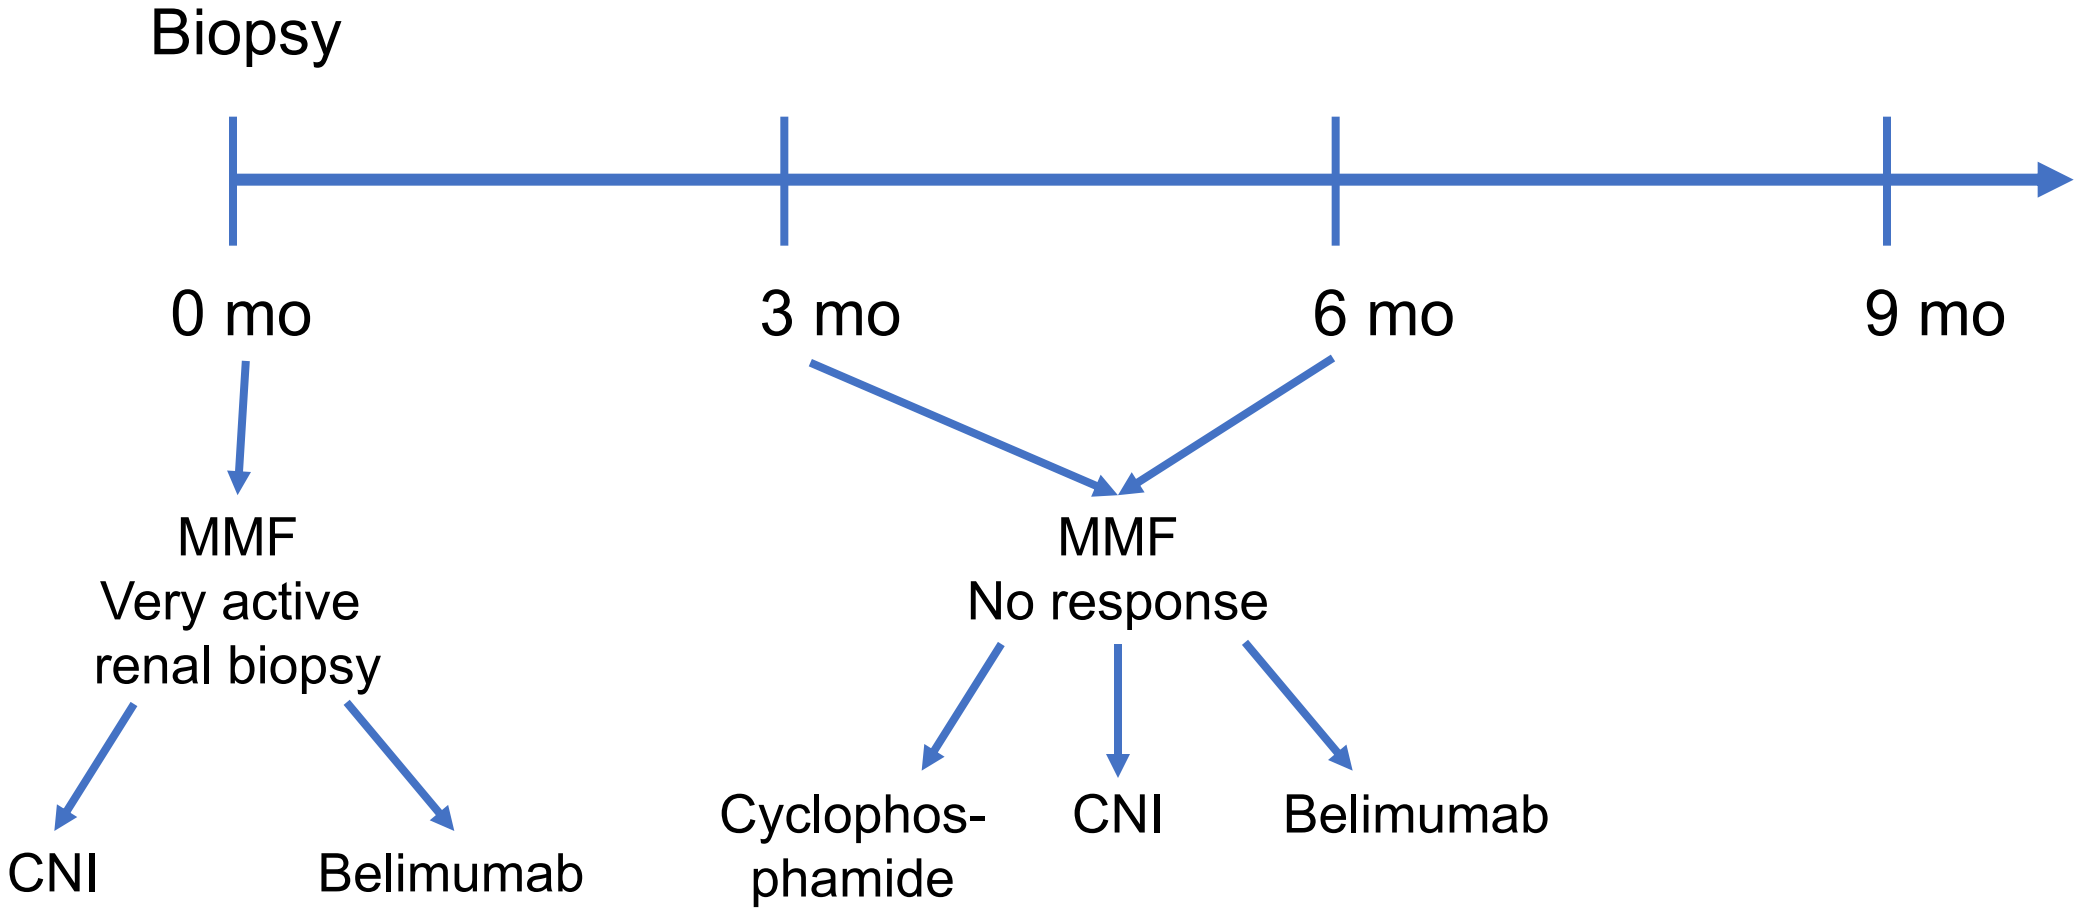 Biopsy
0 mo
3 mo
6 mo
9 mo
MMF
Very active
renal biopsy
CNI
Belimumab
MMF
No response
Cyclophos-
phamide
CNI
Belimumab